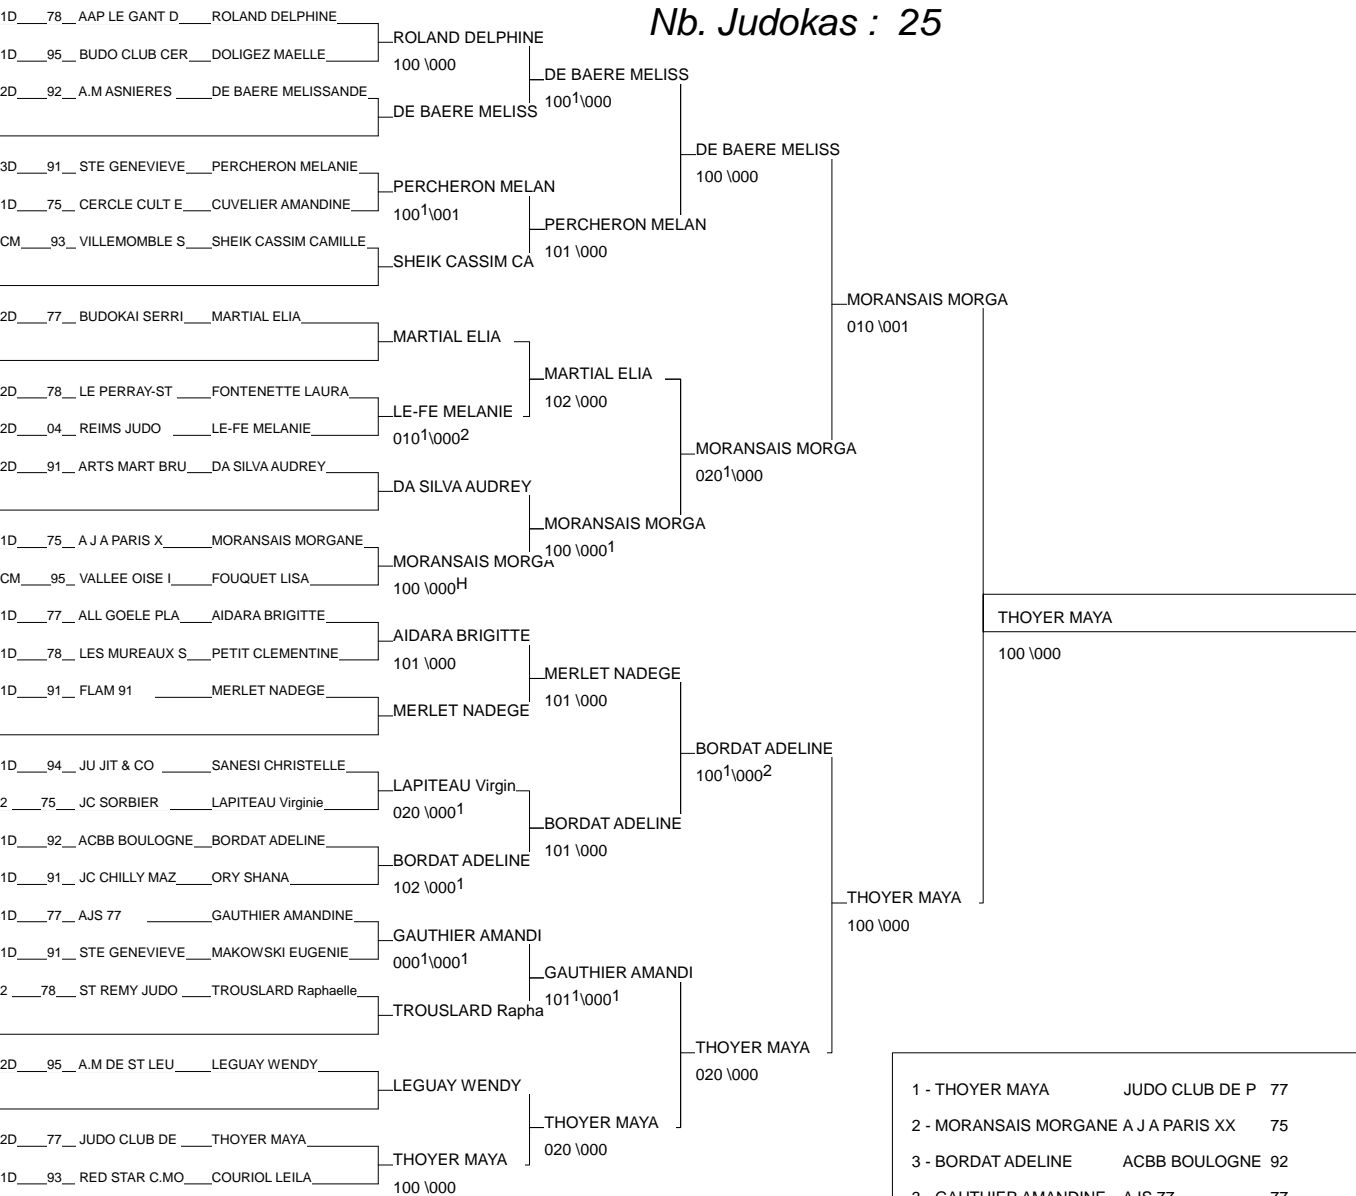 Nb. Judokas : 25
1D 78 AAP LE GANT D ROLAND DELPHINE
1D 95 BUDO CLUB CER DOLIGEZ MAELLE
2D 92 A.M ASNIERES DE BAERE MELISSANDE
3D 91 STE GENEVIEVE PERCHERON MELANIE
1D 75 CERCLE CULT E CUVELIER AMANDINE
CM 93 VILLEMOMBLE S SHEIK CASSIM CAMILLE
2D 77 BUDOKAI SERRI MARTIAL ELIA
2D 78 LE PERRAY-ST FONTENETTE LAURA
2D 04 REIMS JUDO LE-FE MELANIE
2D 91 ARTS MART BRU DA SILVA AUDREY
1D 75 A J A PARIS X MORANSAIS MORGANE
CM 95 VALLEE OISE I FOUQUET LISA
1D 77 ALL GOELE PLA AIDARA BRIGITTE
1D 78 LES MUREAUX S PETIT CLEMENTINE
1D 91 FLAM 91 MERLET NADEGE
1D 94 JU JIT & CO SANESI CHRISTELLE
2 75 JC SORBIER LAPITEAU Virginie
1D 92 ACBB BOULOGNE BORDAT ADELINE
1D 91 JC CHILLY MAZ ORY SHANA
1D 77 AJS 77 GAUTHIER AMANDINE
1D 91 STE GENEVIEVE MAKOWSKI EUGENIE
2 78 ST REMY JUDO TROUSLARD Raphaelle
2D 95 A.M DE ST LEU LEGUAY WENDY
2D 77 JUDO CLUB DE THOYER MAYA
1D 93 RED STAR C.MO COURIOL LEILA
ROLAND DELPHINE
100 \000
DE BAERE MELISS
PERCHERON MELAN
1001\001
SHEIK CASSIM CA
MARTIAL ELIA
LE-FE MELANIE
0101\0002
DA SILVA AUDREY
MORANSAIS MORGA
100 \000H
AIDARA BRIGITTE
101 \000
MERLET NADEGE
LAPITEAU Virgin
020 \0001
BORDAT ADELINE
102 \0001
GAUTHIER AMANDI
0001\0001
TROUSLARD Rapha
LEGUAY WENDY
THOYER MAYA
100 \000
DE BAERE MELISS
1001\000
PERCHERON MELAN
101 \000
MARTIAL ELIA
102 \000
MORANSAIS MORGA
100 \0001
MERLET NADEGE
101 \000
BORDAT ADELINE
101 \000
GAUTHIER AMANDI
1011\0001
THOYER MAYA
020 \000
DE BAERE MELISS
100 \000
MORANSAIS MORGA
0201\000
BORDAT ADELINE
1001\0002
THOYER MAYA
020 \000
MORANSAIS MORGA
010 \001
THOYER MAYA
100 \000
THOYER MAYA
100 \000
1 - THOYER MAYA JUDO CLUB DE P 77
2 - MORANSAIS MORGANE A J A PARIS XX 75
3 - BORDAT ADELINE ACBB BOULOGNE 92
3 - GAUTHIER AMANDINE AJS 77 77